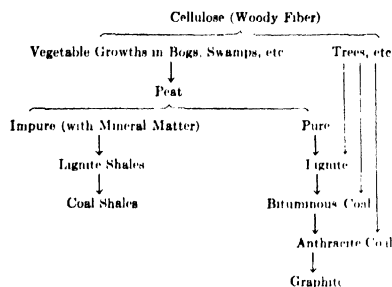 Cellulose (Woody Fiber)
Vegetable Growths in Bogs, Swamps, etc Trees, etc
Peat
Impure (with Mineral Matter) Pure
Lignite Shales Lignite
Coal Shales Bituminous Coal
Anthracite Coal
Graphite